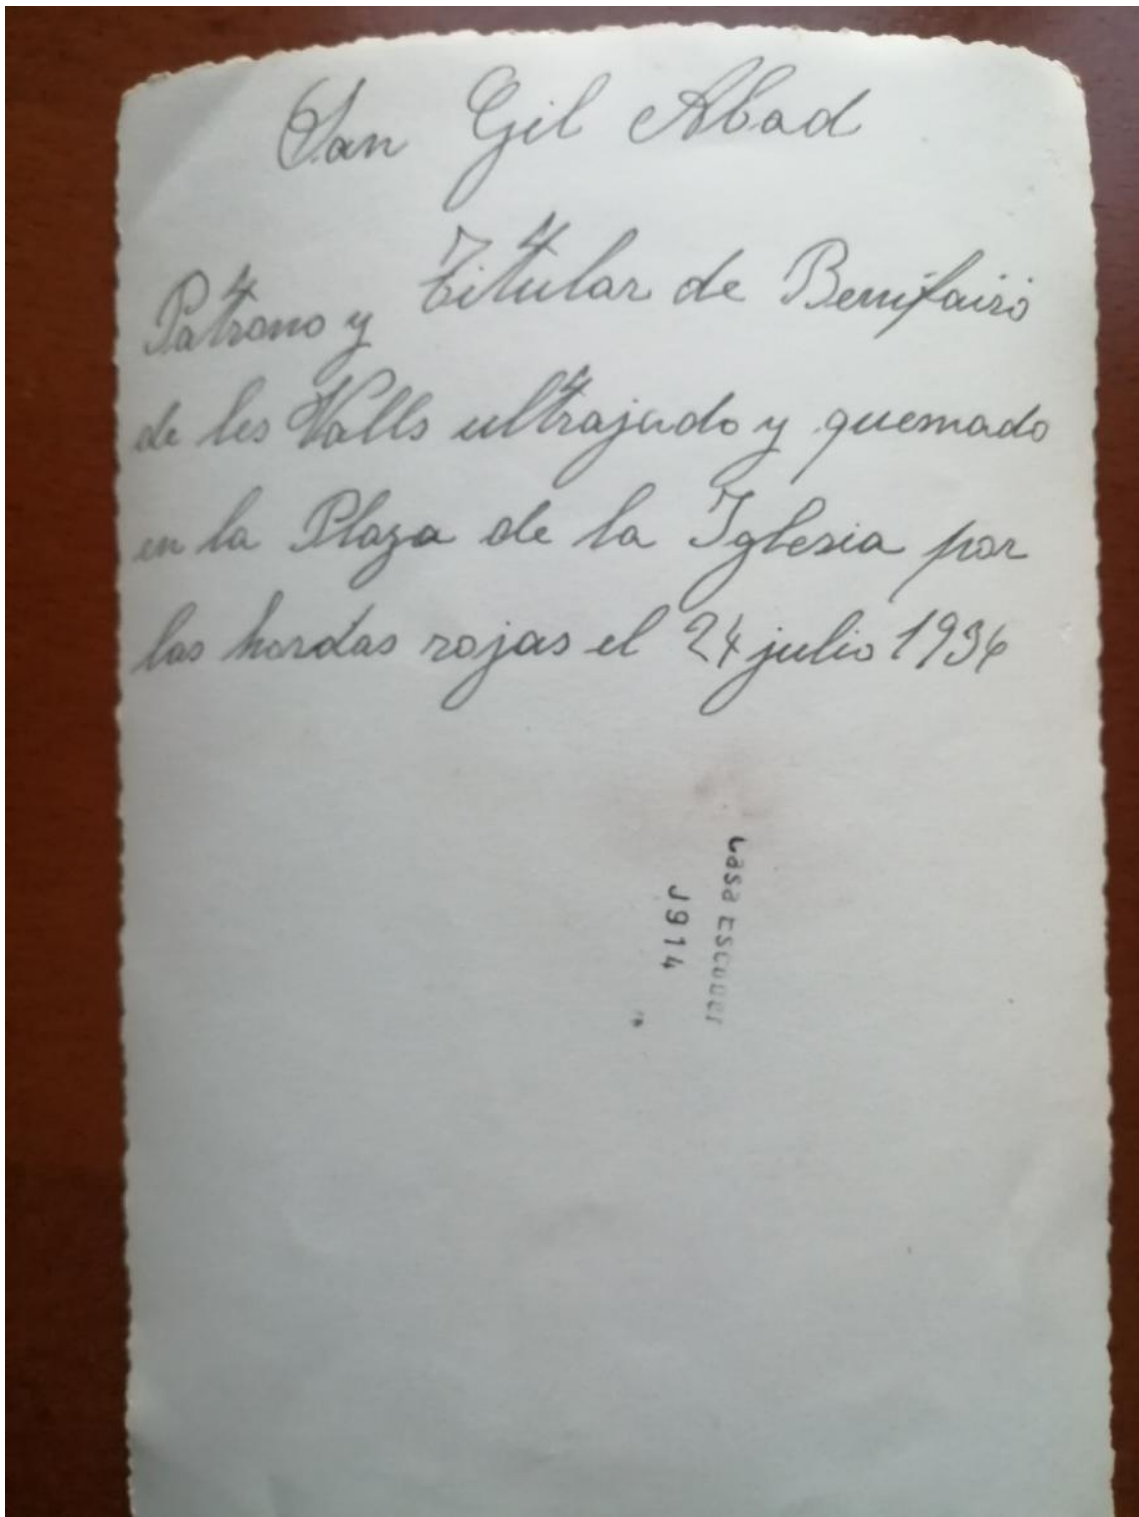 San Gil Abad
Patrono y Titular de Benifairó
de les Valls ultrajado y quemado
en la Plaza de la Iglesia por
las hordas rojas el 24 julio 1936
Casa Escuder
J914